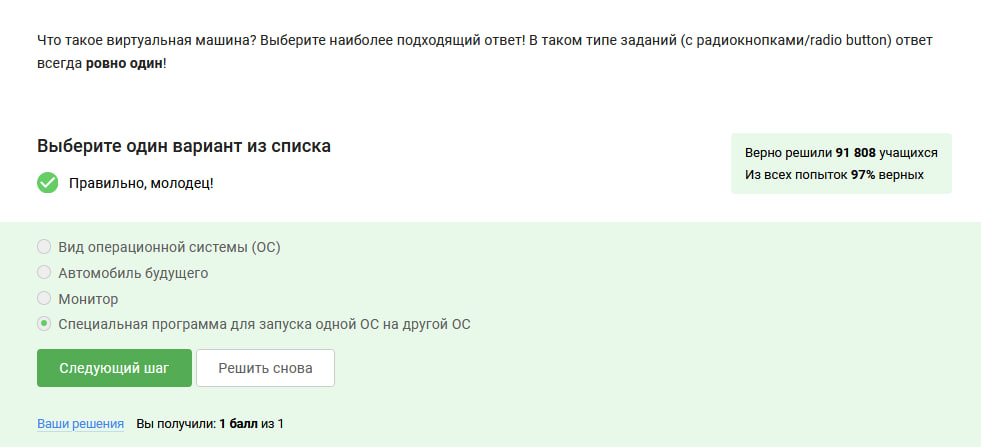 Что такое виртуальная машина? Выберите наиболее подходящий ответ! В таком типе заданий (с радиокнопками/radio button) ответ
всегда ровно один!
Выберите один вариант из списка
Правильно, молодец!
Верно решили 91 808 учащихся
Из всех попыток 97% верных
Вид операционной системы (ОС)
Автомобиль будущего
Монитор
Специальная программа для запуска одной ОС на другой ОС
Следующий шаг
Решить снова
Ваши решения Вы получили: 1 балл из 1